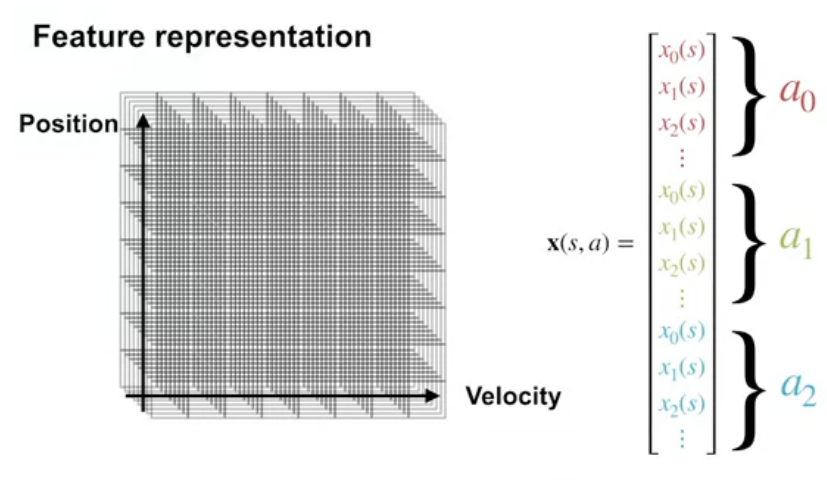 Feature representation
Position
Velocity
x(s, a) =
x₀(s)
x₁(s)
x₂(s)
⋮
x₀(s)
x₁(s)
x₂(s)
⋮
x₀(s)
x₁(s)
x₂(s)
⋮
a₀
a₁
a₂